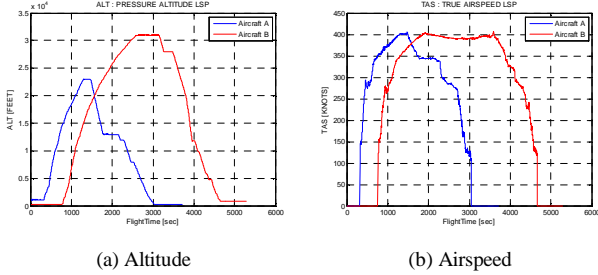 ALT : PRESSURE ALTITUDE LSP
x 10⁴
3.5
3
2.5
2
1.5
1
0.5
0
ALT [FEET]
0 1000 2000 3000 4000 5000 6000
FlightTime [sec]
Aircraft A
Aircraft B
(a) Altitude
TAS : TRUE AIRSPEED LSP
450
400
350
300
250
200
150
100
50
0
TAS [KNOTS]
0 1000 2000 3000 4000 5000 6000
FlightTime [sec]
Aircraft A
Aircraft B
(b) Airspeed